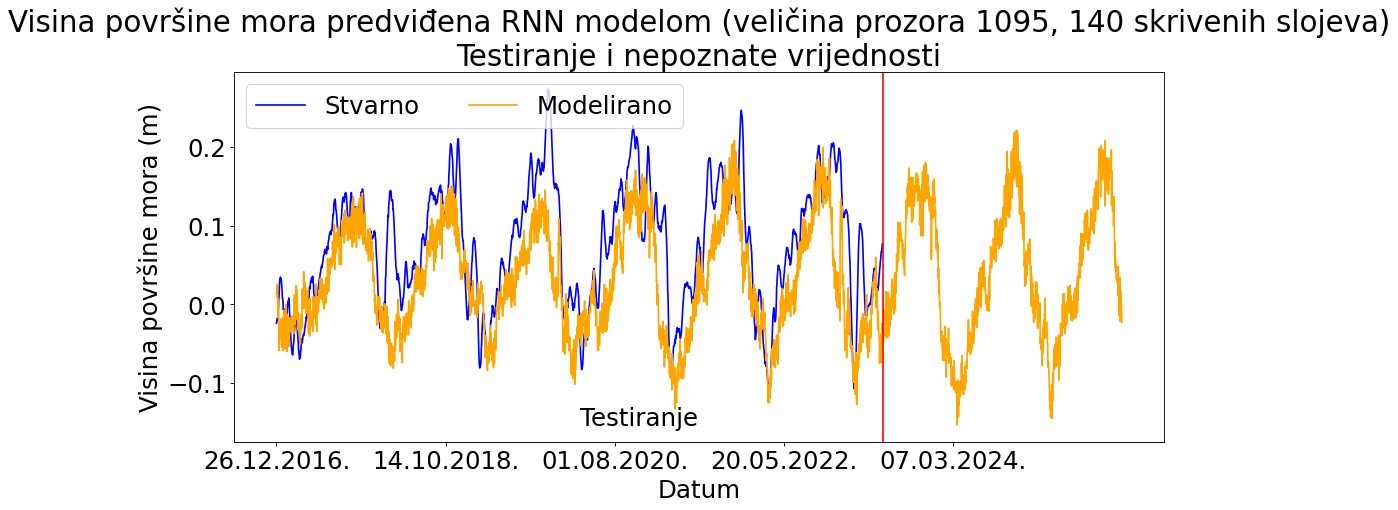 Visina površine mora predviđena RNN modelom (veličina prozora 1095, 140 skrivenih slojeva)
Testiranje i nepoznate vrijednosti
Stvarno
Modelirano
Visina površine mora (m)
0.2
0.1
0.0
−0.1
Testiranje
26.12.2016.
14.10.2018.
01.08.2020.
20.05.2022.
07.03.2024.
Datum